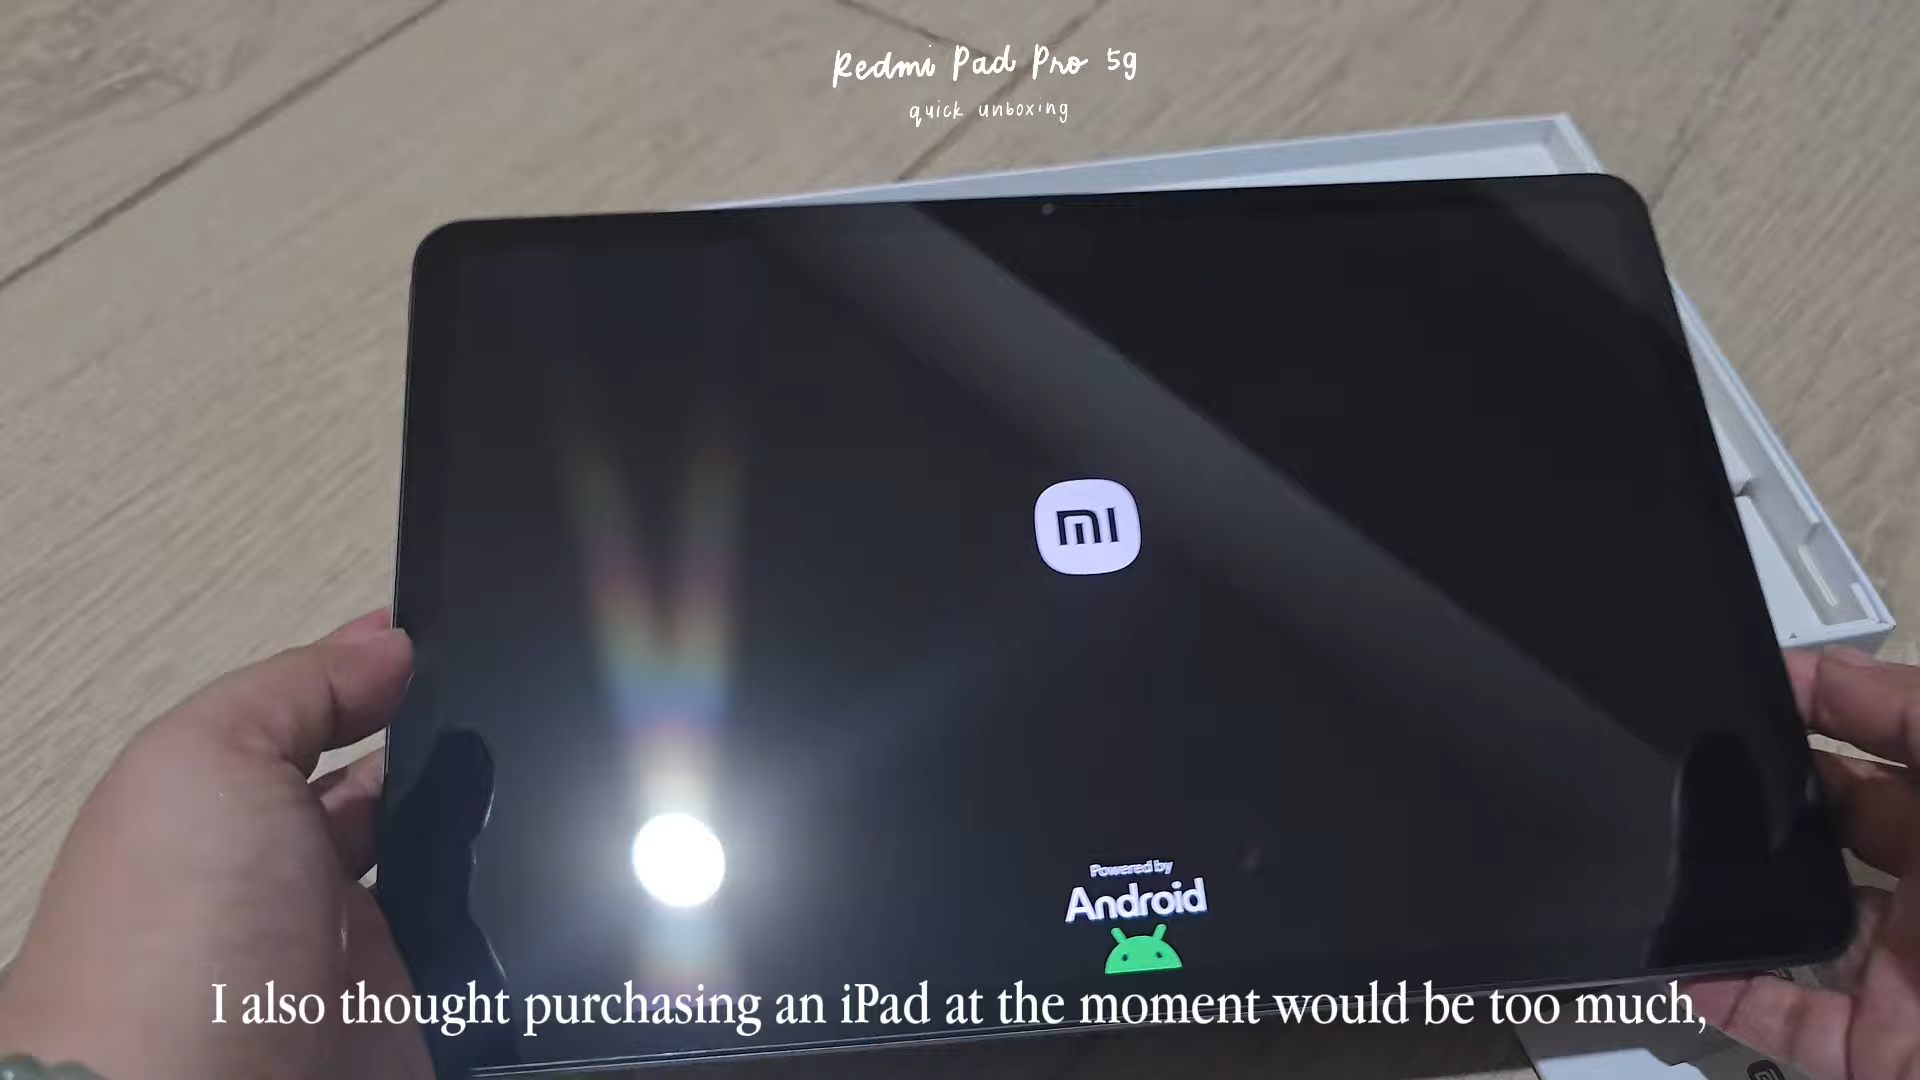 Redmi Pad Pro 5g
quick unboxing
mi
Powered by
Android
I also thought purchasing an iPad at the moment would be too much,
mi